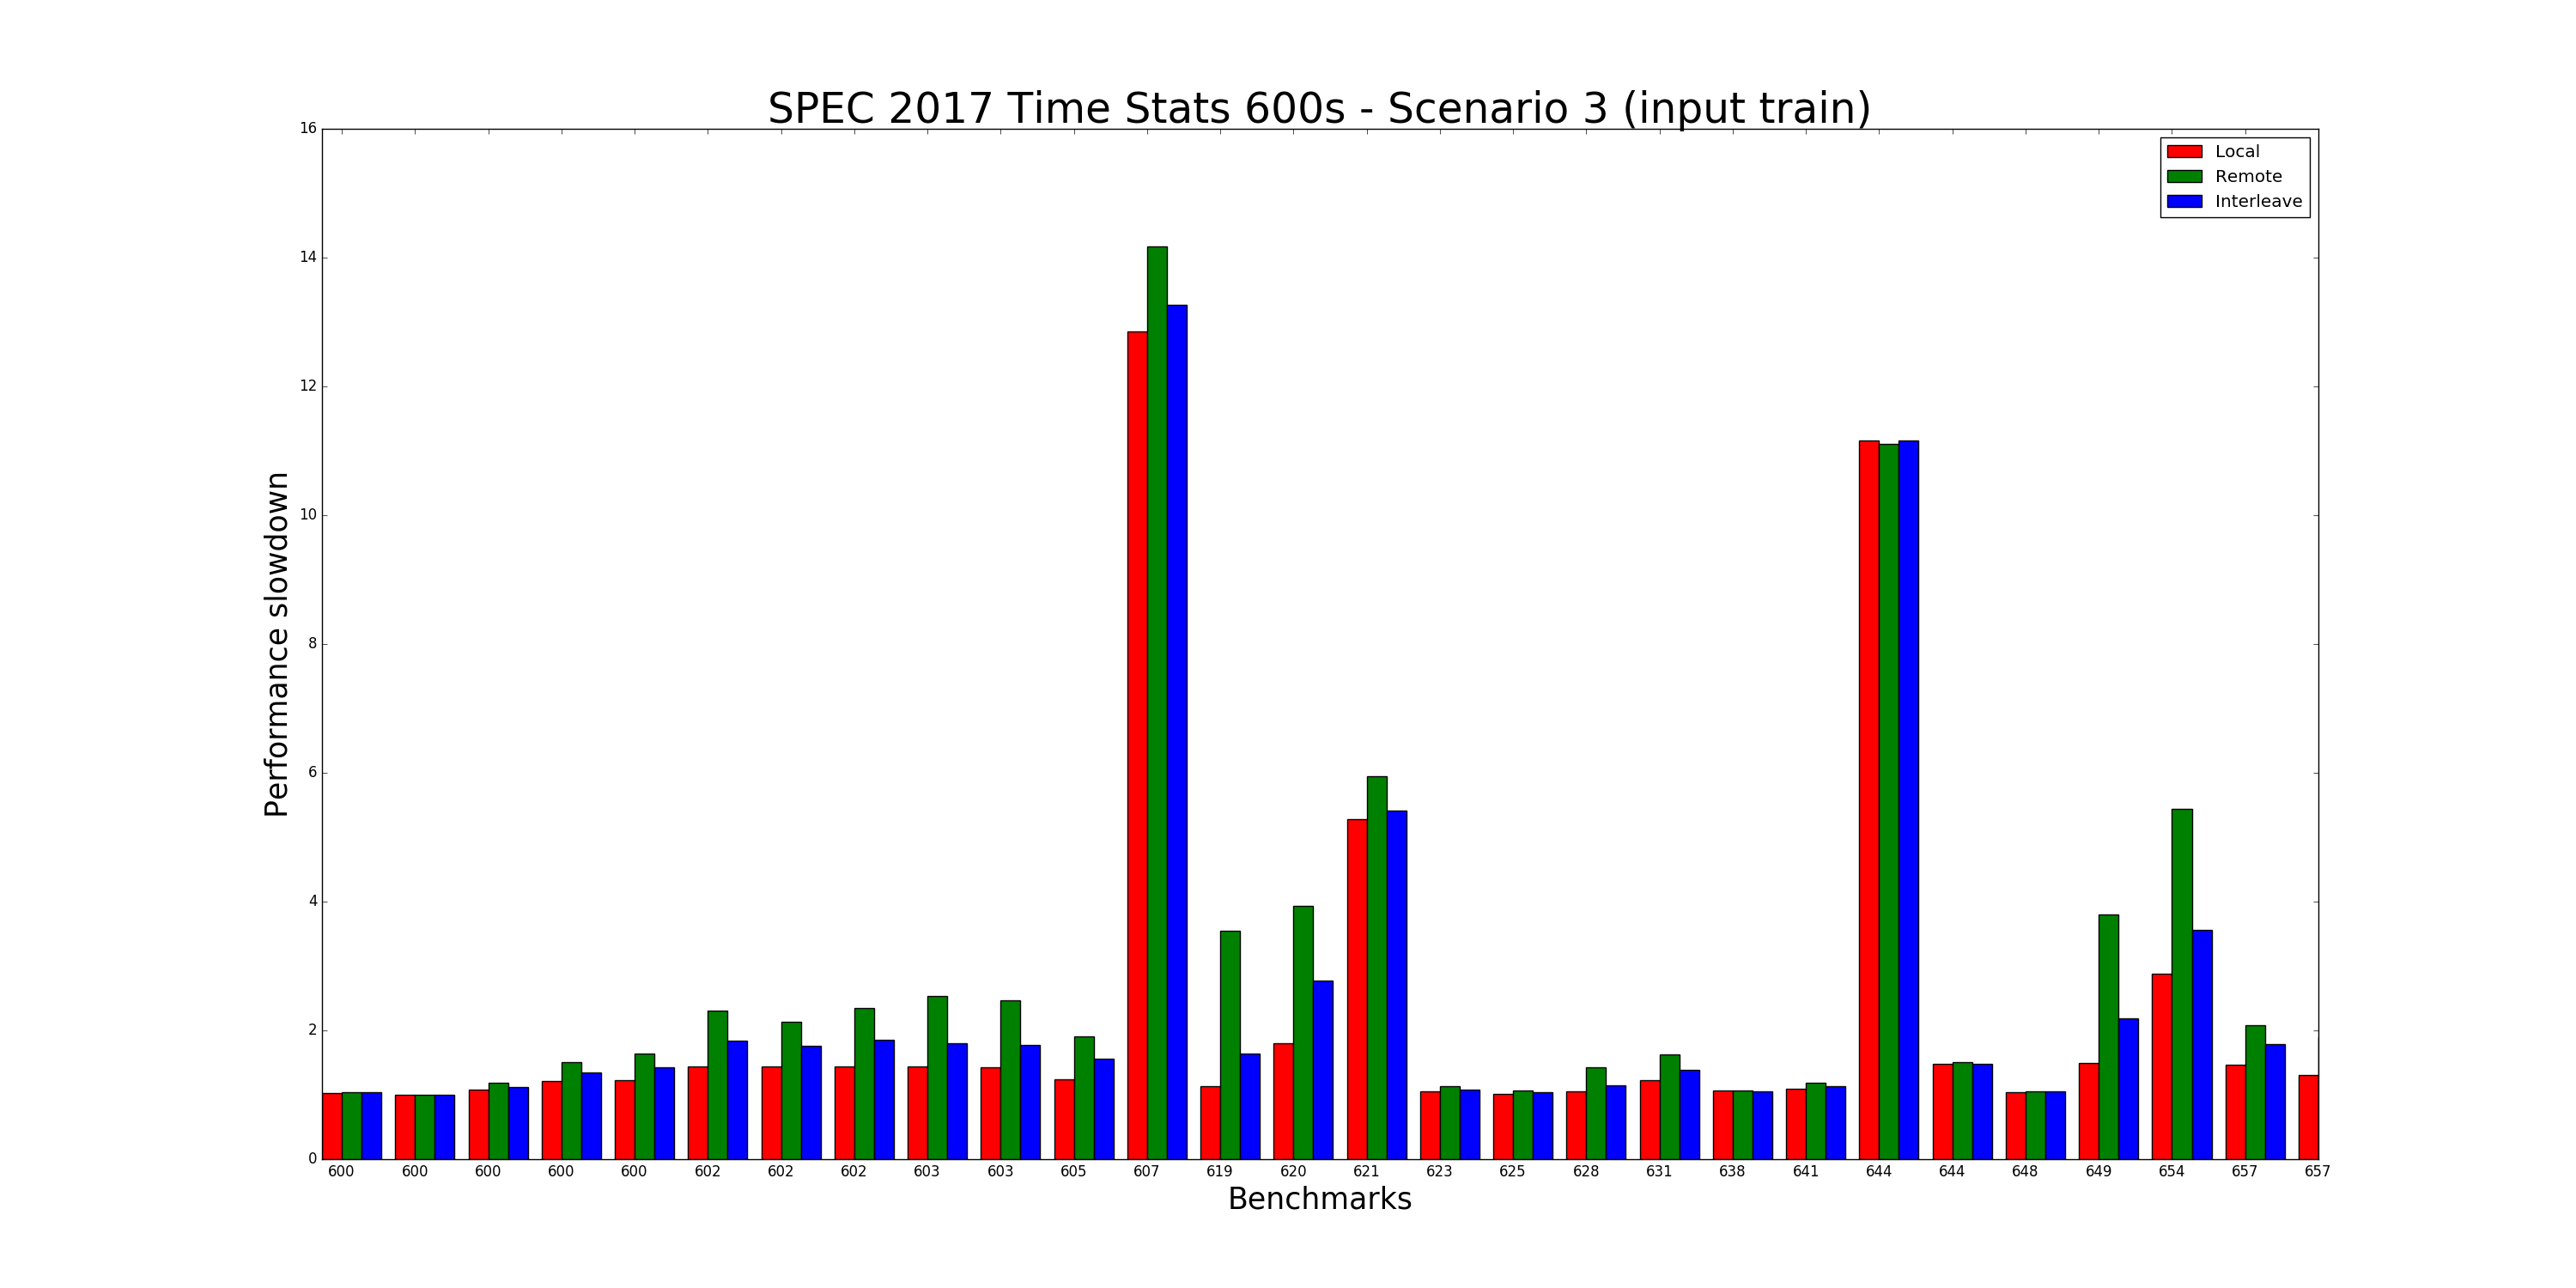 SPEC 2017 Time Stats 600s - Scenario 3 (input train)
16
14
12
10
8
6
4
2
0
Performance slowdown
Local
Remote
Interleave
600 600 600 600 600 602 602 602 603 603 605 607 619 620 621 623 625 628 631 638 641 644 644 648 649 654 657 657
Benchmarks